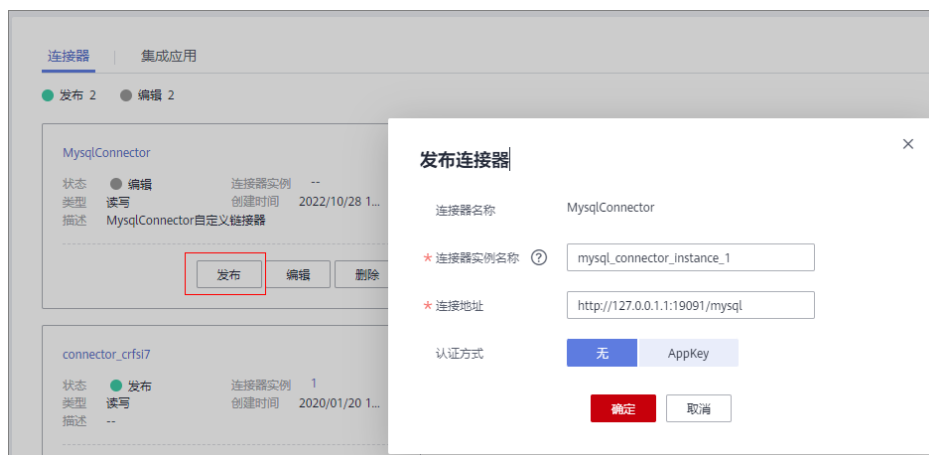 连接器 集成应用
发布 2 编辑 2
MysqlConnector
状态 编辑 连接器实例 --
类型 读写 创建时间 2022/10/28 1...
描述 MysqlConnector自定义链接器
发布 编辑 删除
connector_crfsi7
状态 发布 连接器实例 1
类型 读写 创建时间 2020/01/20 1...
描述 --
发布连接器
连接器名称 MysqlConnector
* 连接器实例名称 ? mysql_connector_instance_1
* 连接地址 http://127.0.0.1.1:19091/mysql
认证方式 无 AppKey
确定 取消